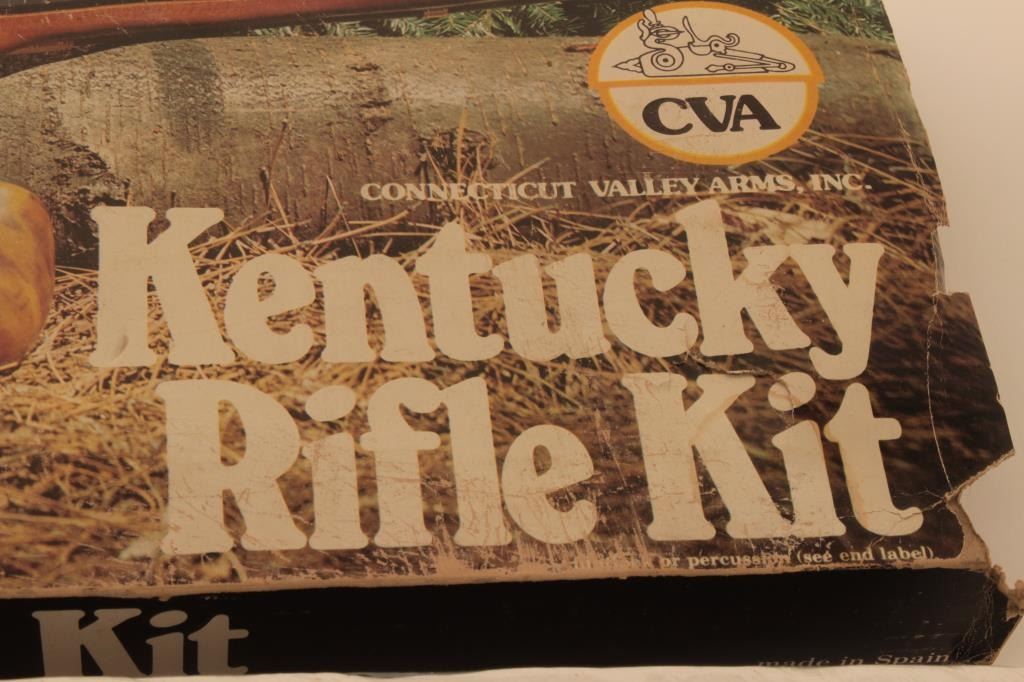 CVA
CONNECTICUT VALLEY ARMS, INC.
Kentucky
Rifle Kit
or percussion (see end label)
Kit
made in Spain